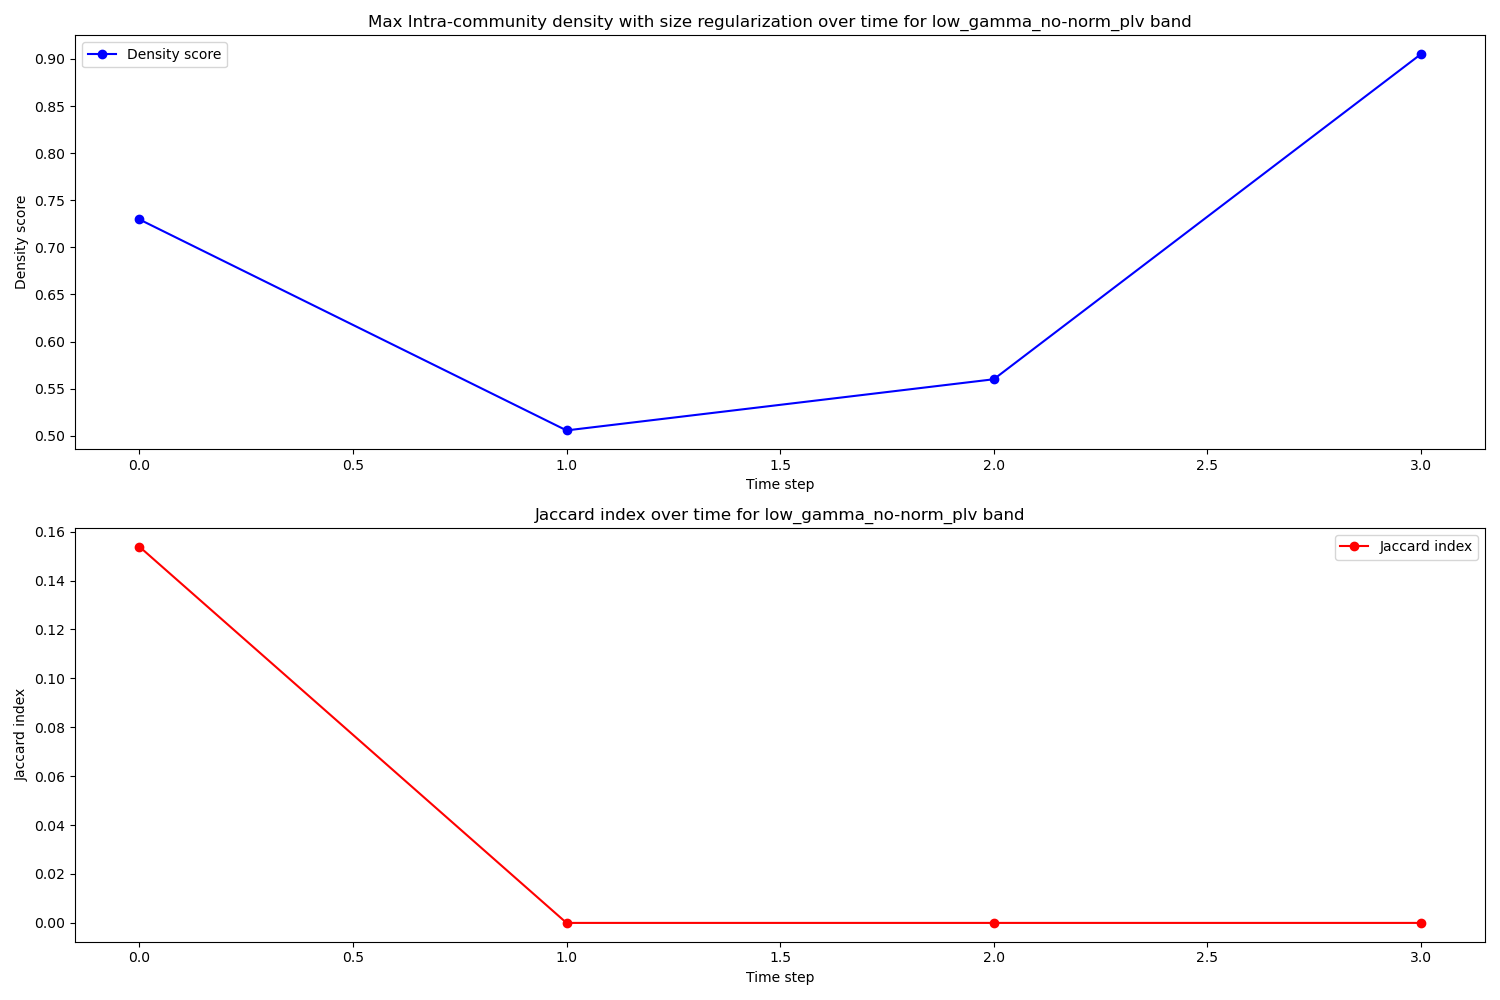 Max Intra-community density with size regularization over time for low_gamma_no-norm_plv band
Density score
0.90
0.85
0.80
0.75
0.70
0.65
0.60
0.55
0.50
Density score
0.0 0.5 1.0 1.5 2.0 2.5 3.0
Time step
Jaccard index over time for low_gamma_no-norm_plv band
Jaccard index
0.16
0.14
0.12
0.10
0.08
0.06
0.04
0.02
0.00
Jaccard index
0.0 0.5 1.0 1.5 2.0 2.5 3.0
Time step